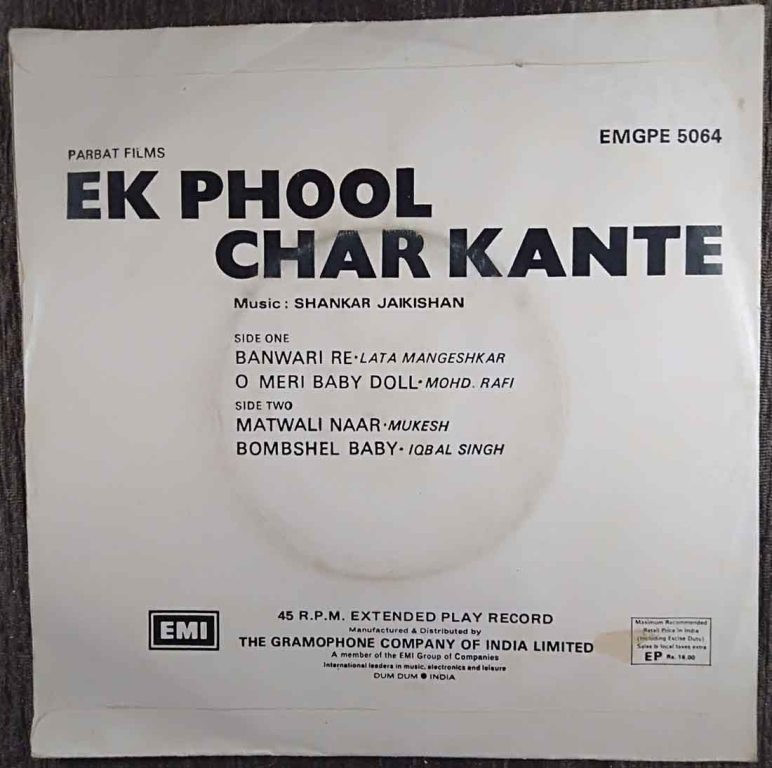 EMGPE 5064
PARBAT FILMS
EK PHOOL
CHAR KANTE
Music : SHANKAR JAIKISHAN
SIDE ONE
BANWARI RE•LATA MANGESHKAR
O MERI BABY DOLL•MOHD. RAFI
SIDE TWO
MATWALI NAAR•MUKESH
BOMBSHEL BABY• IQBAL SINGH
EMI
45 R.P.M. EXTENDED PLAY RECORD
Manufactured & Distributed by
THE GRAMOPHONE COMPANY OF INDIA LIMITED
A member of the EMI Group of Companies
International leaders in music, electronics and leisure
DUM DUM ● INDIA
Maximum Recommended
Retail Price in India
(including Excise Duty)
Sales & local taxes extra
EP Rs. 16.00